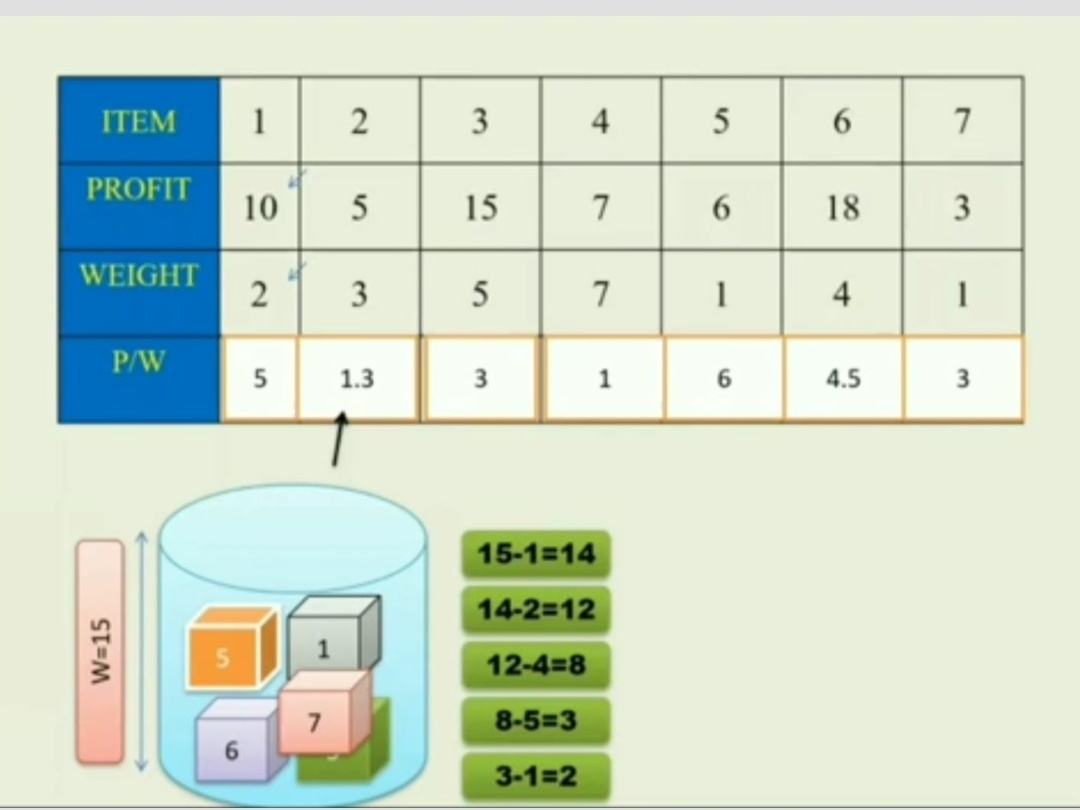 ITEM 1 2 3 4 5 6 7
PROFIT 10 5 15 7 6 18 3
WEIGHT 2 3 5 7 1 4 1
P/W 5 1.3 3 1 6 4.5 3
W=15
5 1
6 7
15-1=14
14-2=12
12-4=8
8-5=3
3-1=2